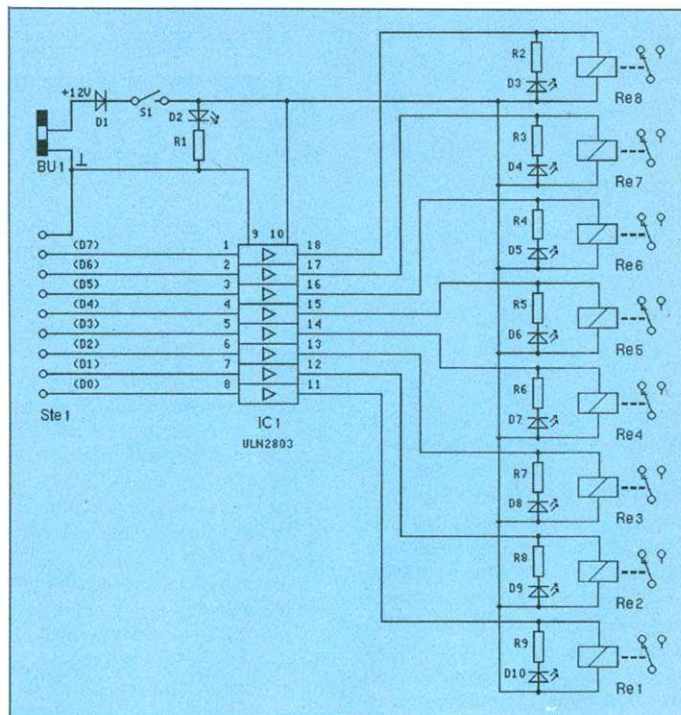 R2
D3
Re8
+12V
D1
S1
D2
R1
BU1
⊥
R3
D4
Re7
9 10
R4
D5
Re6
(D7) 1 18
(D6) 2 17
(D5) 3 16
(D4) 4 15
(D3) 5 14
(D2) 6 13
(D1) 7 12
(D0) 8 11
Ste1
IC1
ULN2803
R5
D6
Re5
R6
D7
Re4
R7
D8
Re3
R8
D9
Re2
R9
D10
Re1